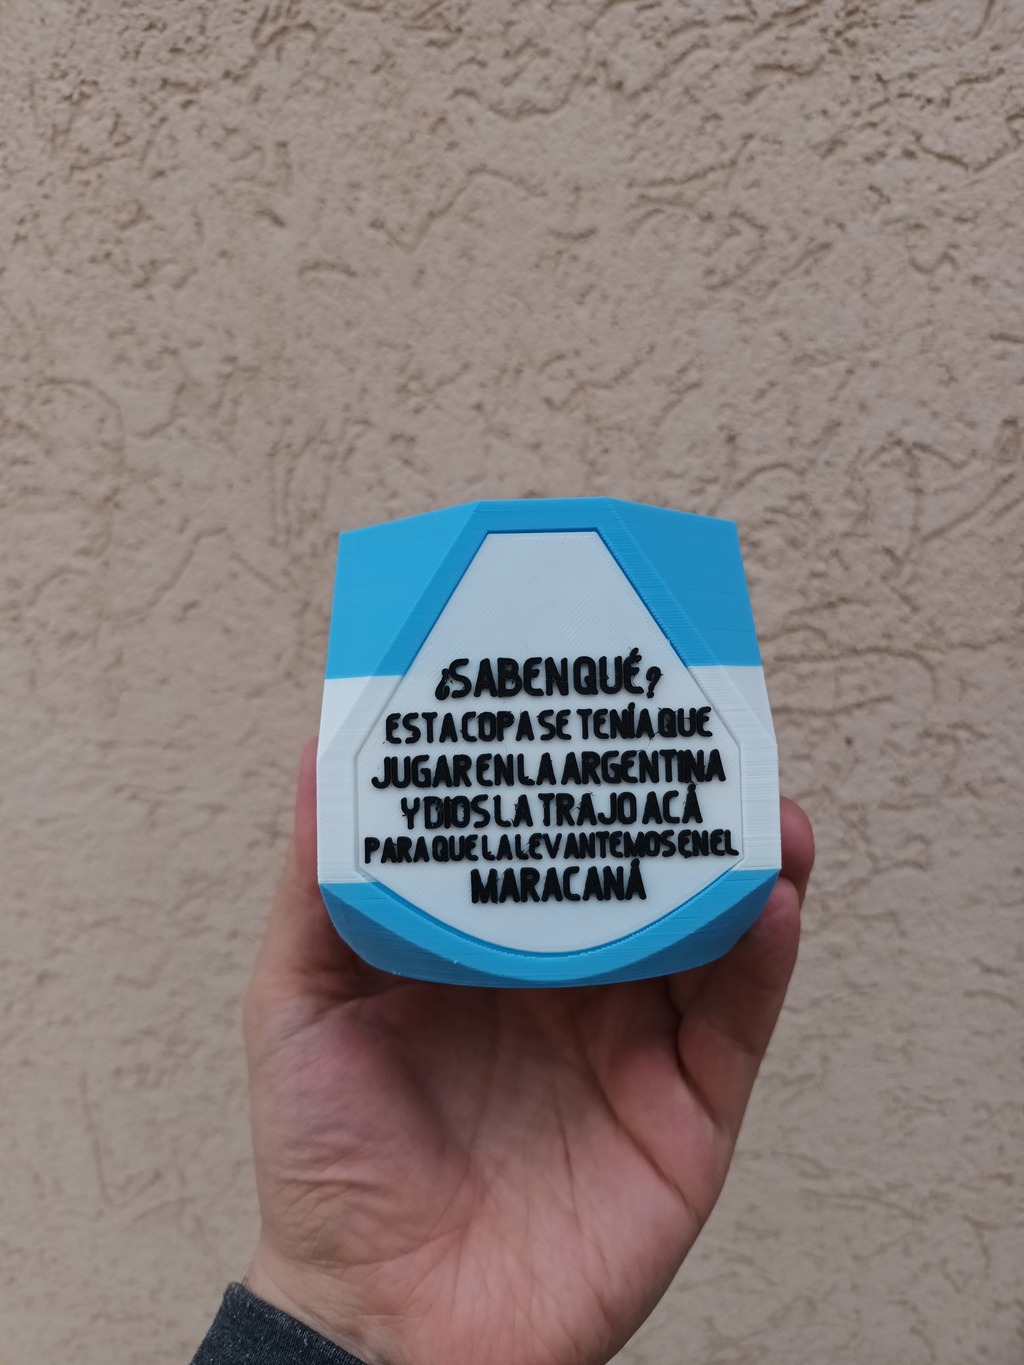 ¿SABEN QUÉ?
ESTA COPA SE TENÍA QUE
JUGAR EN LA ARGENTINA
Y DIOS LA TRAJO ACÁ
PARA QUE LA LEVANTEMOS EN EL
MARACANÁ